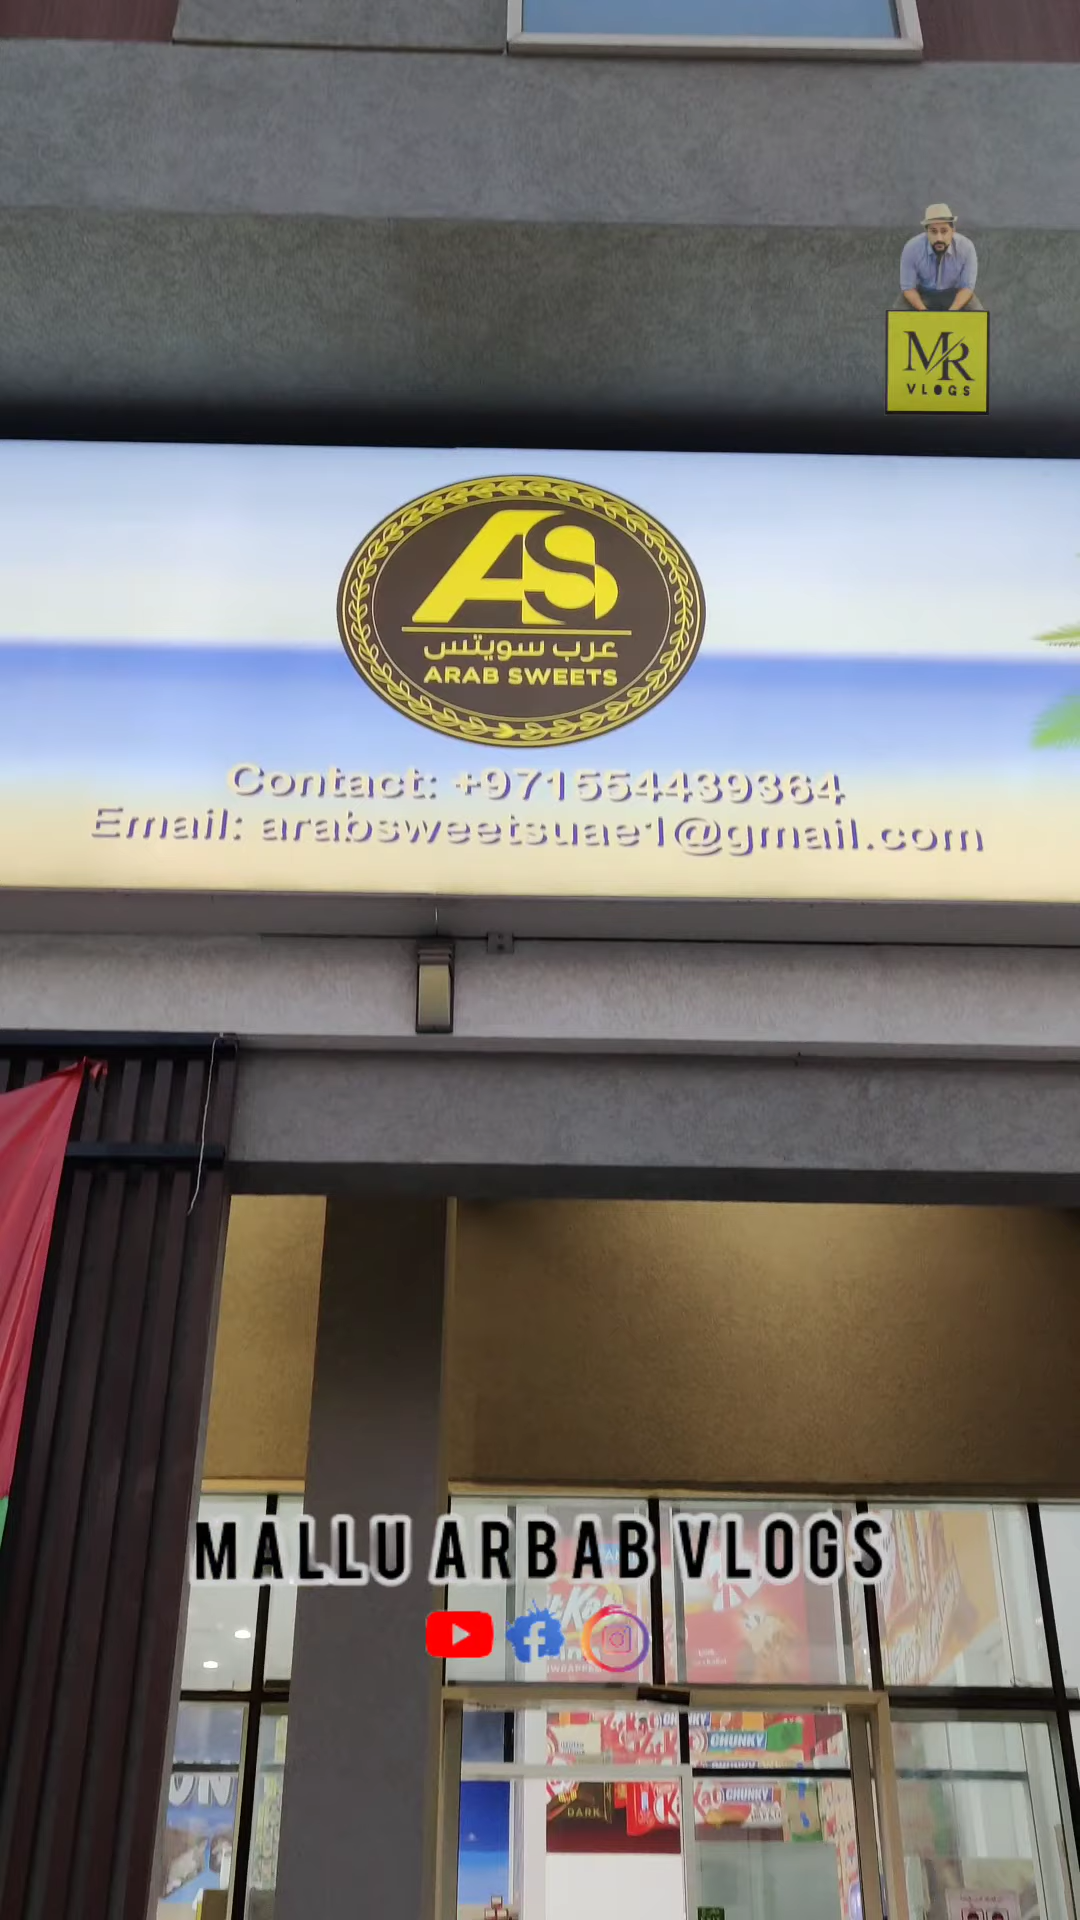 MR
VLOGS
AS
عرب سويتس
ARAB SWEETS
Contact: +971554439364
Email: arabsweetsuae1@gmail.com
MALLU ARBAB VLOGS
CHUNKY
DARK
KitKat CHUNKY